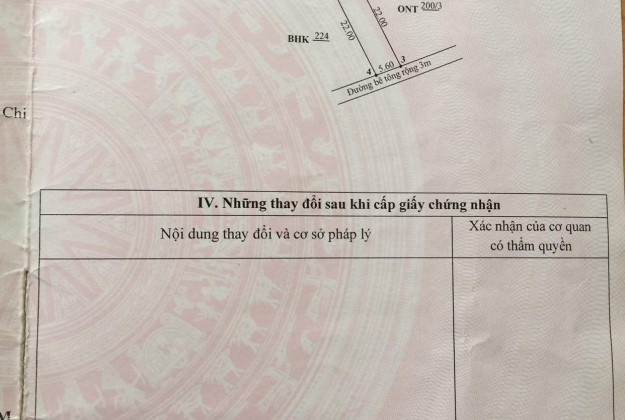 ONT 200/3
BHK 224
22.00
22.00
4 5.60 3
Đường bê tông rộng 3m
Chi
IV. Những thay đổi sau khi cấp giấy chứng nhận
Nội dung thay đổi và cơ sở pháp lý
Xác nhận của cơ quan
có thẩm quyền